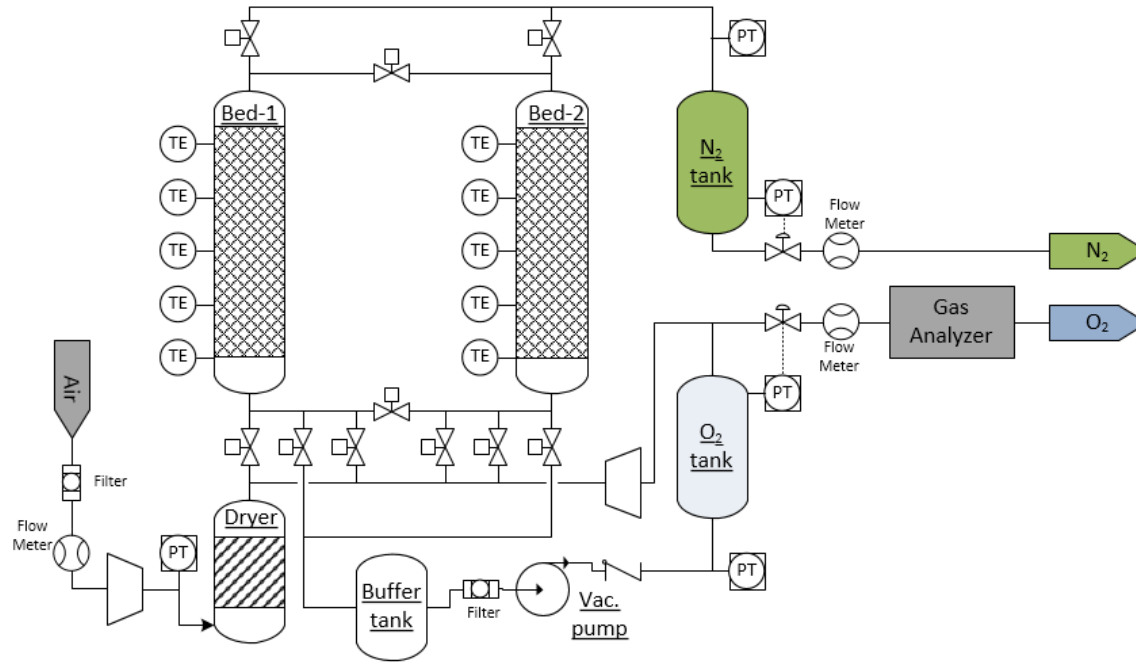 PT
Bed-1
Bed-2
TE
TE
N₂
tank
TE
TE
PT
Flow
Meter
TE
TE
N₂
TE
TE
Gas
Analyzer
O₂
Flow
Meter
TE
TE
Air
PT
O₂
tank
Filter
Dryer
Flow
Meter
PT
Buffer
tank
Filter
Vac.
pump
PT